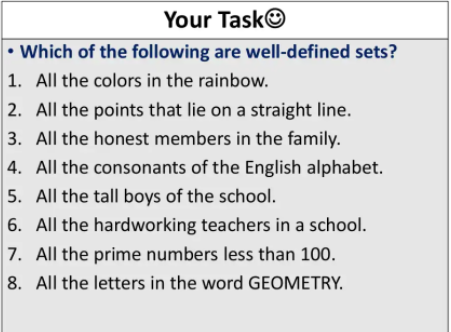 Your Task☺
• Which of the following are well-defined sets?
1. All the colors in the rainbow.
2. All the points that lie on a straight line.
3. All the honest members in the family.
4. All the consonants of the English alphabet.
5. All the tall boys of the school.
6. All the hardworking teachers in a school.
7. All the prime numbers less than 100.
8. All the letters in the word GEOMETRY.